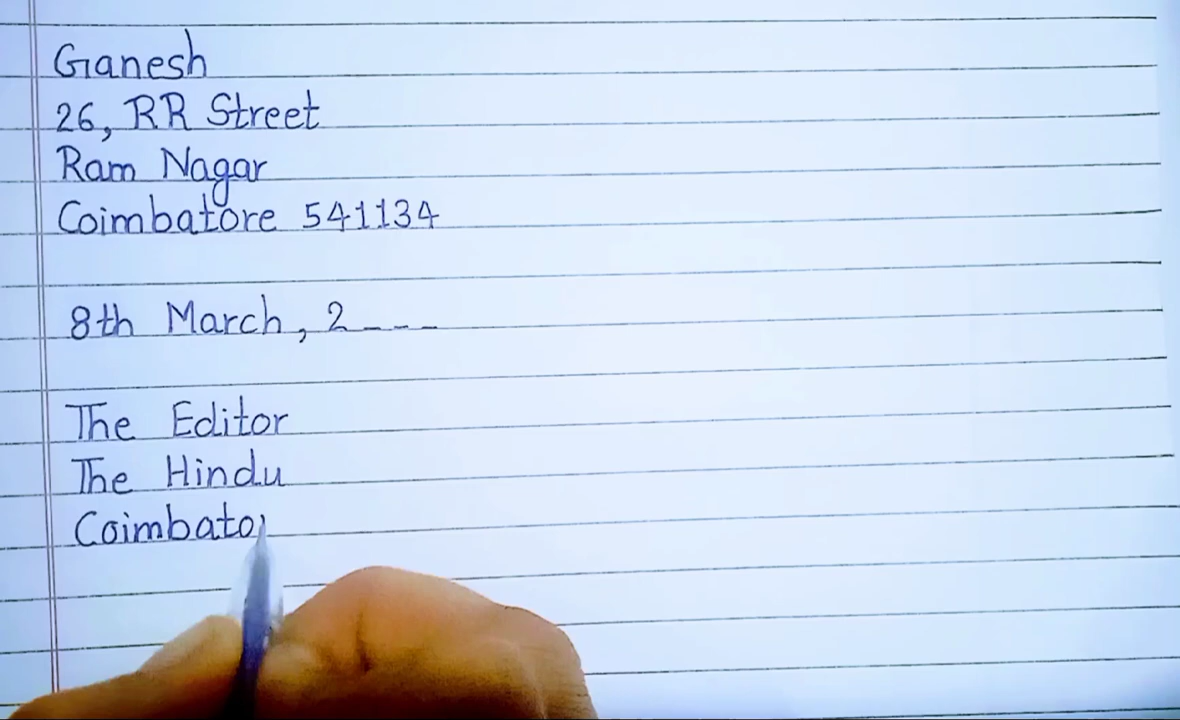 Ganesh
26, RR Street
Ram Nagar
Coimbatore 541134
8th March, 2----
The Editor
The Hindu
Coimbato